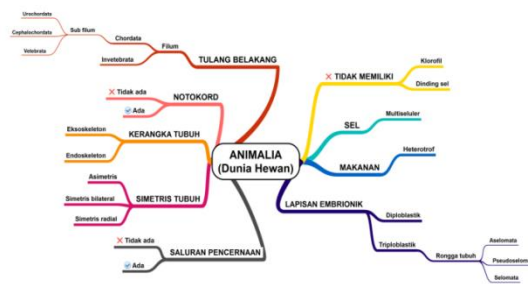 Urochordata
Cephalochordata
Vetebrata
Sub filum
Chordata
Invetebrata
Filum
TULANG BELAKANG
Tidak ada
Ada
NOTOKORD
Eksoskeleton
Endoskeleton
KERANGKA TUBUH
Asimetris
Simetris bilateral
Simetris radial
SIMETRIS TUBUH
Tidak ada
Ada
SALURAN PENCERNAAN
ANIMALIA
(Dunia Hewan)
TIDAK MEMILIKI
Klorofil
Dinding sel
SEL
Multiseluler
MAKANAN
Heterotrof
LAPISAN EMBRIONIK
Diploblastik
Triploblastik
Rongga tubuh
Aselomata
Pseudoselom
Selomata